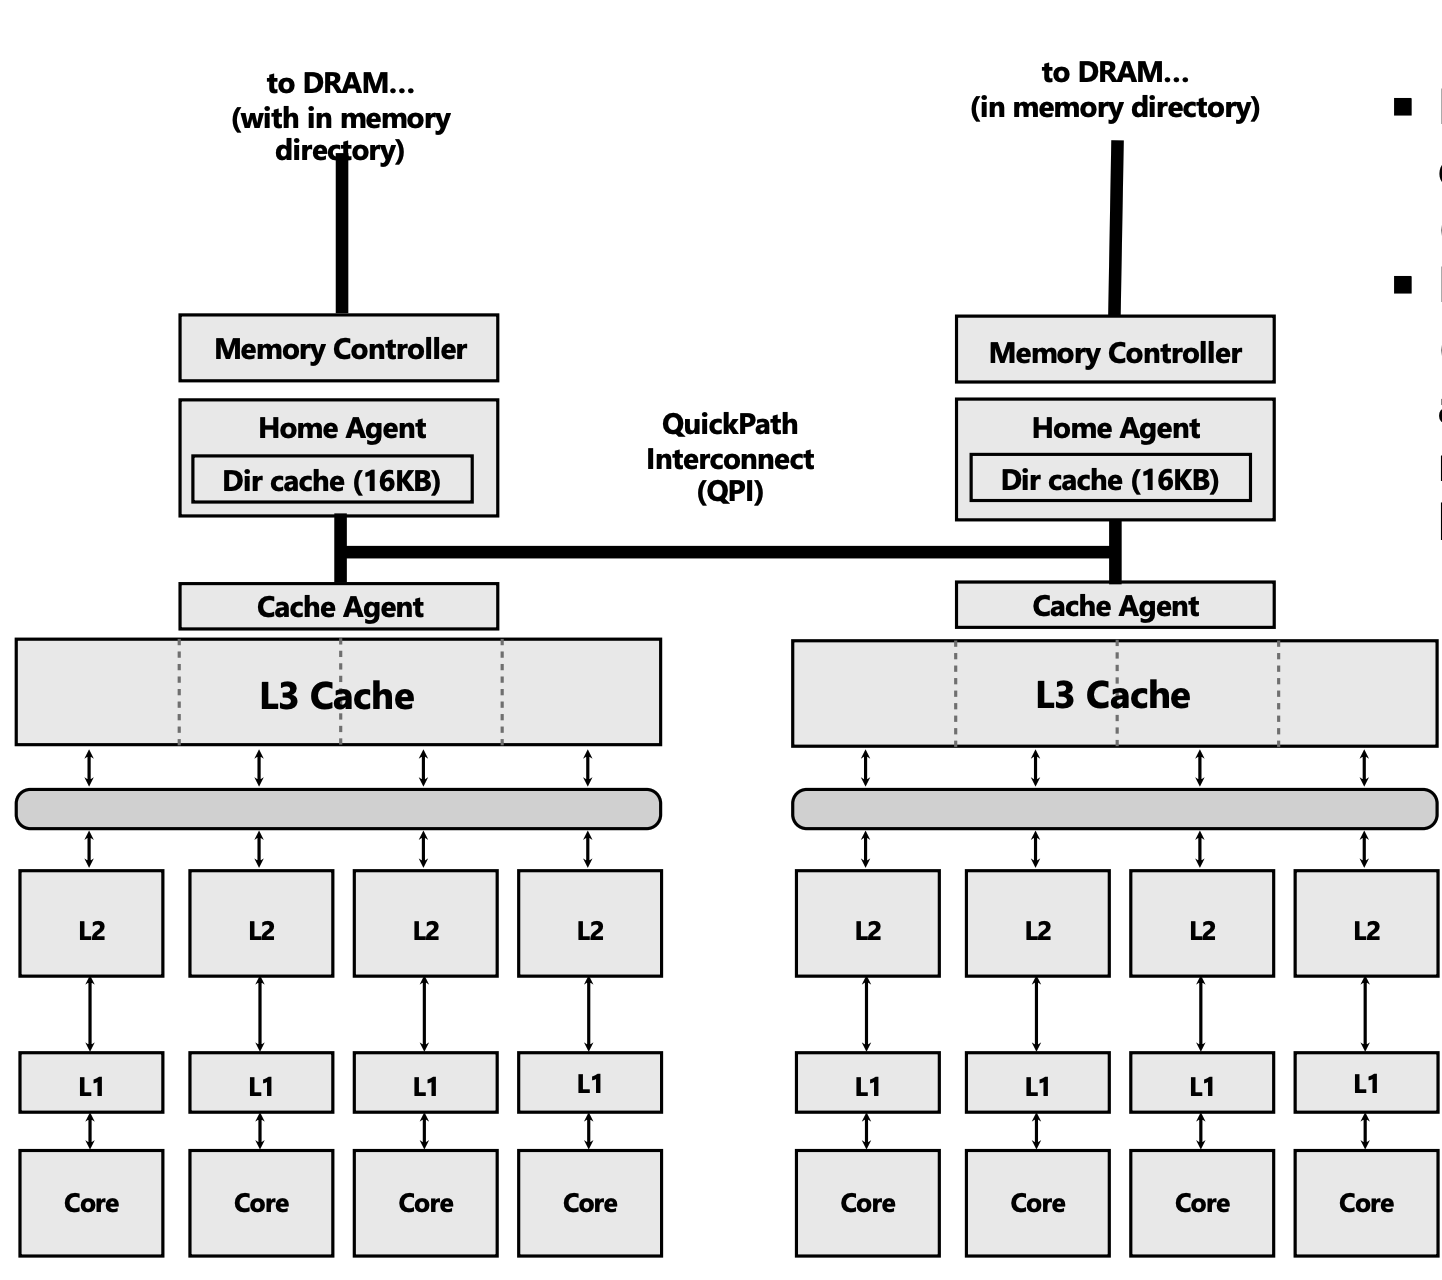 to DRAM...
(with in memory
directory)
to DRAM...
(in memory directory)
Memory Controller
Memory Controller
Home Agent
Dir cache (16KB)
QuickPath
Interconnect
(QPI)
Home Agent
Dir cache (16KB)
Cache Agent
Cache Agent
L3 Cache
L3 Cache
L2
L2
L2
L2
L2
L2
L2
L2
L1
L1
L1
L1
L1
L1
L1
L1
Core
Core
Core
Core
Core
Core
Core
Core